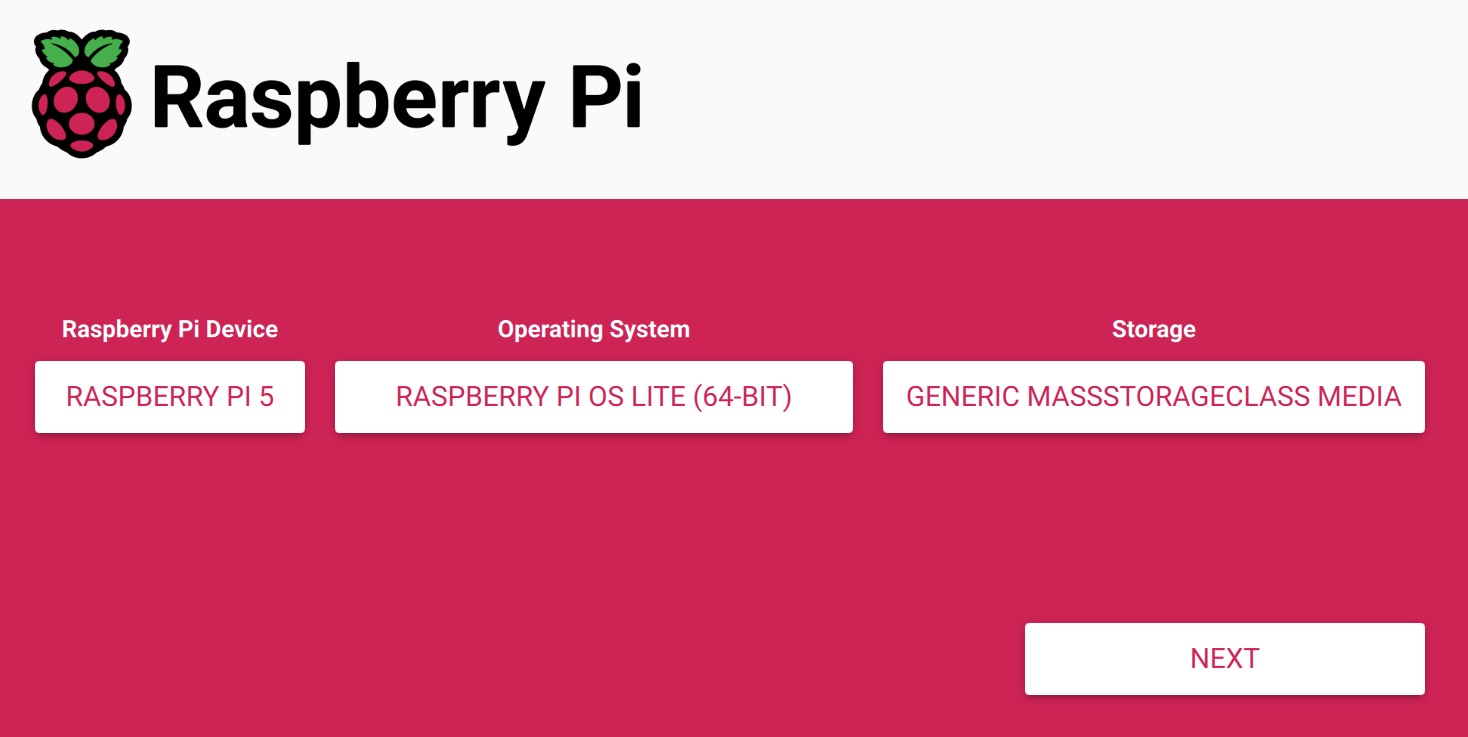 Raspberry Pi
Raspberry Pi Device
Operating System
Storage
RASPBERRY PI 5
RASPBERRY PI OS LITE (64-BIT)
GENERIC MASSSTORAGECLASS MEDIA
NEXT